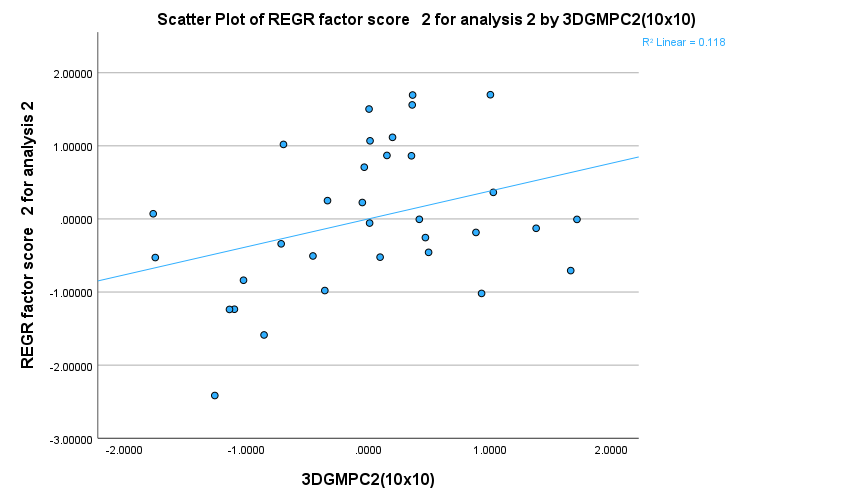 Scatter Plot of REGR factor score   2 for analysis 2 by 3DGMPC2(10x10)
R² Linear = 0.118
REGR factor score   2 for analysis 2
2.00000
1.00000
.00000
-1.00000
-2.00000
-3.00000
-2.0000
-1.0000
.0000
1.0000
2.0000
3DGMPC2(10x10)